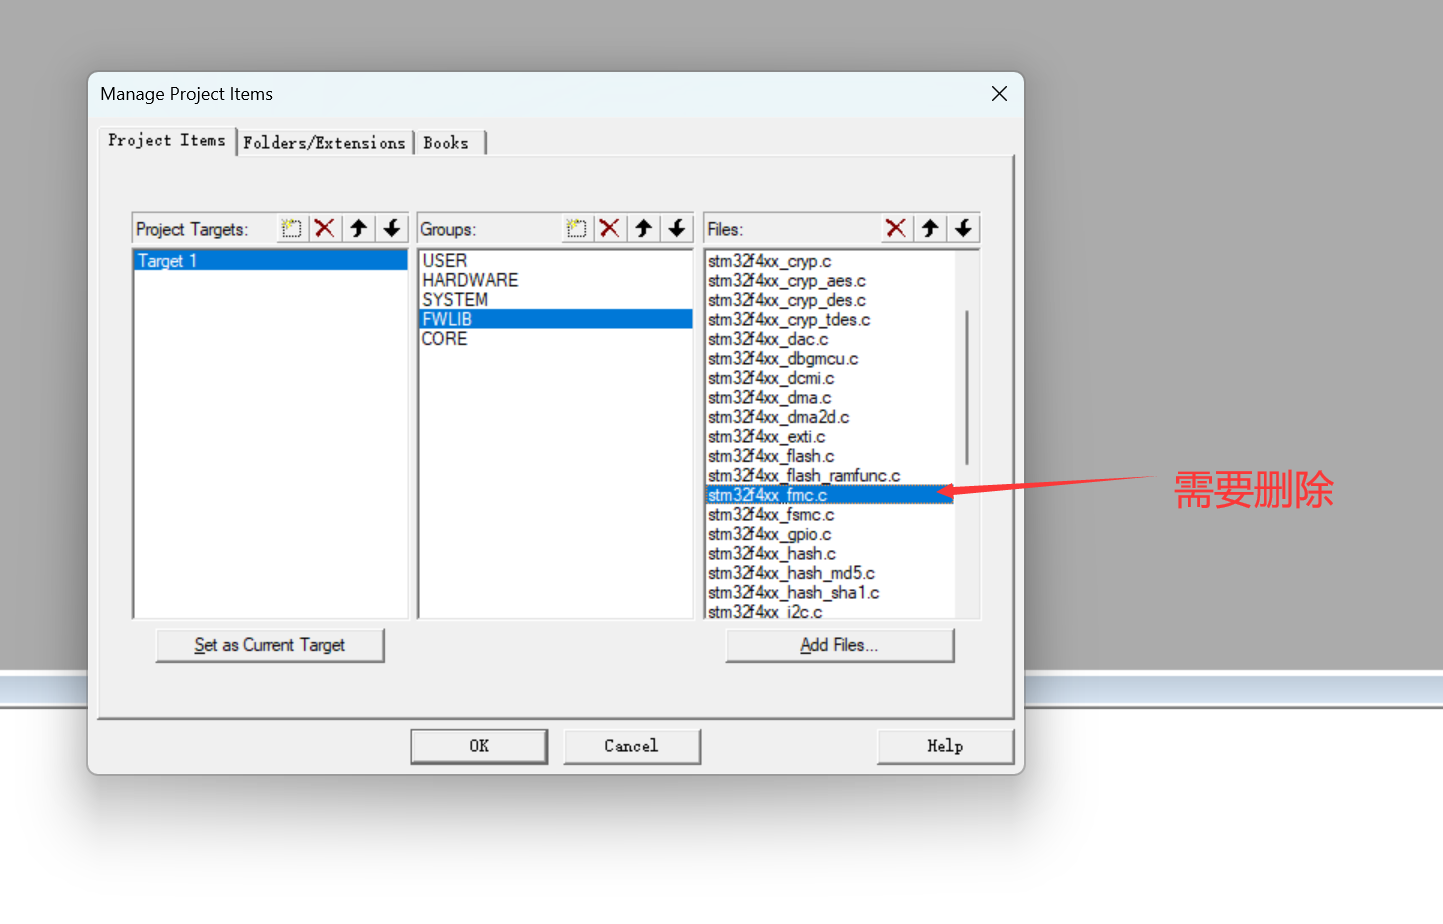 Manage Project Items
Project Items
Folders/Extensions
Books
Project Targets:
Groups:
Files:
Target 1
USER
HARDWARE
SYSTEM
FWLIB
CORE
stm32f4xx_cryp.c
stm32f4xx_cryp_aes.c
stm32f4xx_cryp_des.c
stm32f4xx_cryp_tdes.c
stm32f4xx_dac.c
stm32f4xx_dbgmcu.c
stm32f4xx_dcmi.c
stm32f4xx_dma.c
stm32f4xx_dma2d.c
stm32f4xx_exti.c
stm32f4xx_flash.c
stm32f4xx_flash_ramfunc.c
stm32f4xx_fmc.c
需要删除
stm32f4xx_fsmc.c
stm32f4xx_gpio.c
stm32f4xx_hash.c
stm32f4xx_hash_md5.c
stm32f4xx_hash_sha1.c
stm32f4xx_i2c.c
Set as Current Target
Add Files...
OK
Cancel
Help